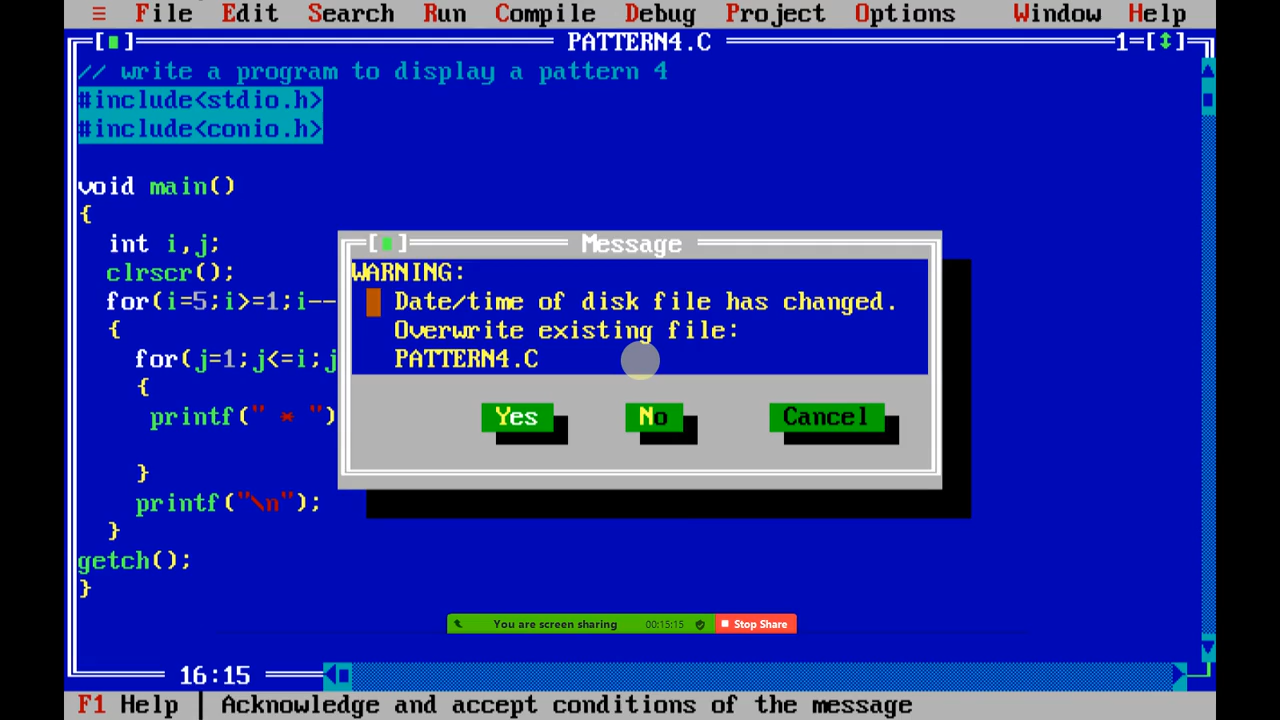 ≡ File Edit Search Run Compile Debug Project Options Window Help
[■] PATTERN4.C 1=[↕]
// write a program to display a pattern 4
#include<stdio.h>
#include<conio.h>
void main()
{
int i,j;
clrscr();
for(i=5;i>=1;i--
{
for(j=1;j<=i;j
{
printf(" * ")
}
printf("\n");
}
getch();
}
[■] Message
WARNING:
Date/time of disk file has changed.
Overwrite existing file:
PATTERN4.C
Yes No Cancel
You are screen sharing 00:15:15 Stop Share
16:15
F1 Help | Acknowledge and accept conditions of the message